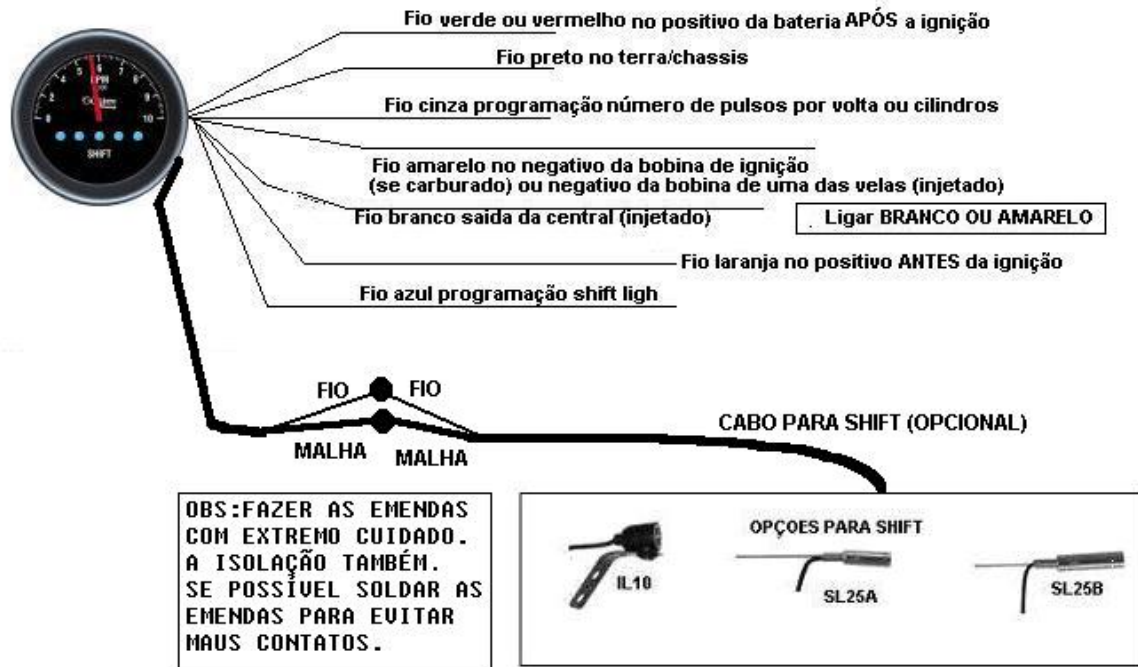 Fio verde ou vermelho no positivo da bateria APÓS a ignição
Fio preto no terra/chassis
Fio cinza programação número de pulsos por volta ou cilindros
Fio amarelo no negativo da bobina de ignição
(se carburado) ou negativo da bobina de uma das velas (injetado)
Fio branco saida da central (injetado)
Ligar BRANCO OU AMARELO
Fio laranja no positivo ANTES da ignição
Fio azul programação shift ligh
RPM
SHIFT
FIO
FIO
MALHA
MALHA
CABO PARA SHIFT (OPCIONAL)
OBS:FAZER AS EMENDAS
COM EXTREMO CUIDADO.
A ISOLAÇÃO TAMBÉM.
SE POSSÍVEL SOLDAR AS
EMENDAS PARA EVITAR
MAUS CONTATOS.
OPÇOES PARA SHIFT
IL10
SL25A
SL25B